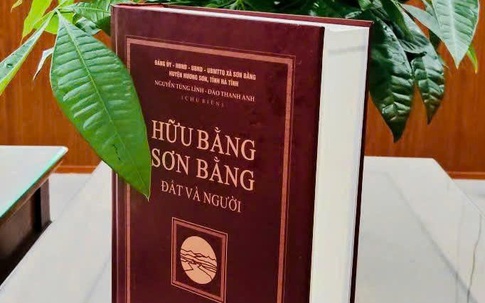 ĐẢNG ỦY - HĐND - UBND - UBMTTQ XÃ SƠN BẰNG
HUYỆN HƯƠNG SƠN, TỈNH HÀ TĨNH
NGUYỄN TÙNG LĨNH - ĐÀO THANH ANH
(CHỦ BIÊN)
HỮU BẰNG
SƠN BẰNG
ĐẤT VÀ NGƯỜI